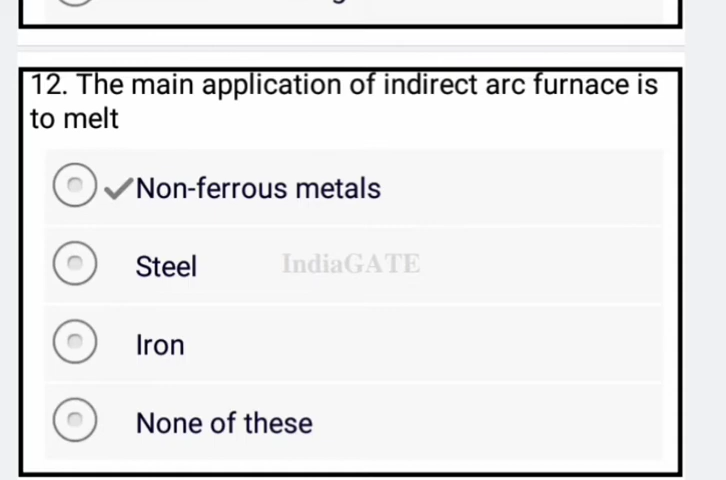 12. The main application of indirect arc furnace is
to melt
Non-ferrous metals
Steel
IndiaGATE
Iron
None of these